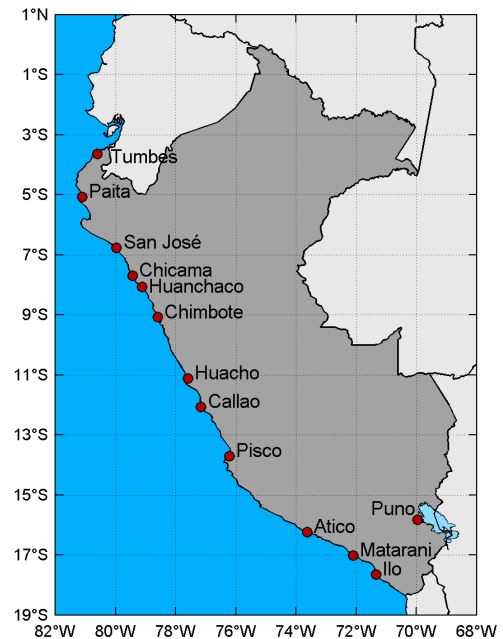 1°N
1°S
3°S
Tumbes
5°S
Paita
7°S
San José
Chicama
Huanchaco
9°S
Chimbote
11°S
Huacho
Callao
13°S
Pisco
15°S
Puno
Atico
17°S
Matarani
Ilo
19°S
82°W 80°W 78°W 76°W 74°W 72°W 70°W 68°W